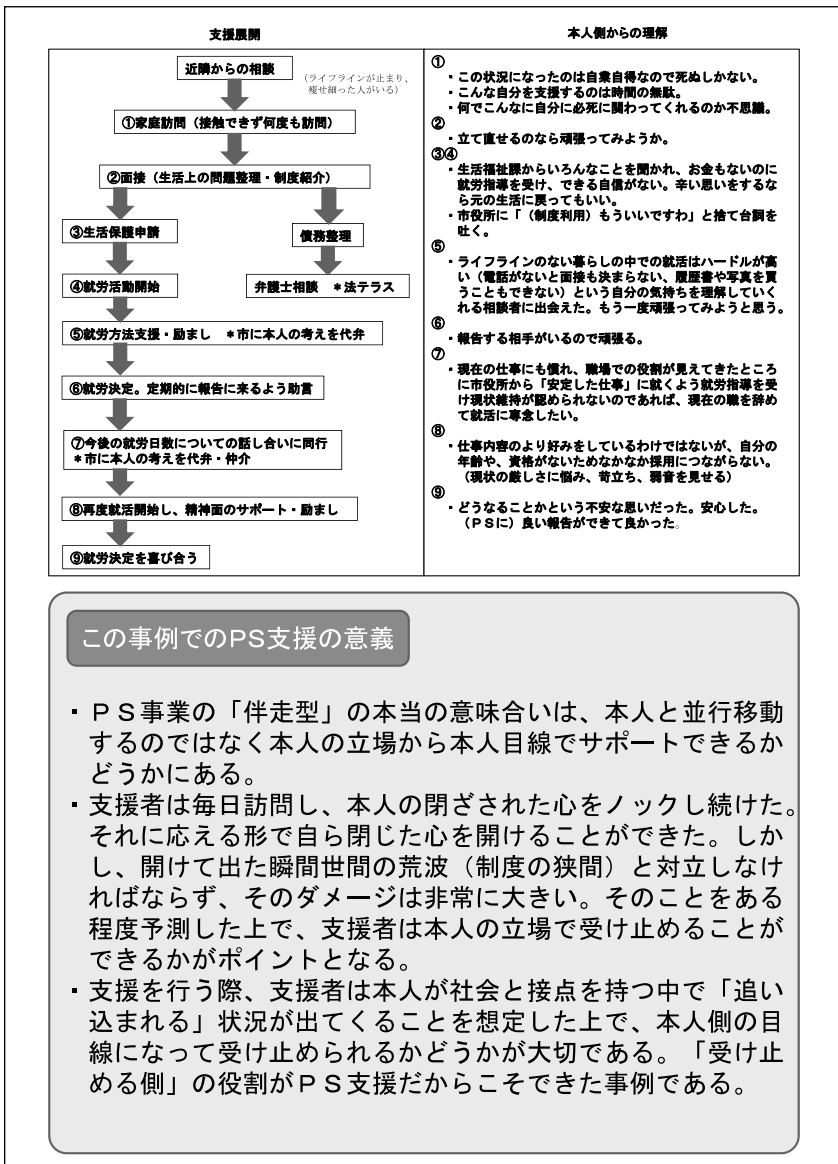 支援展開
近隣からの相談
（ライフラインが止まり、
痩せ細った人がいる）
①家庭訪問（接触できず何度も訪問）
②面接（生活上の問題整理・制度紹介）
③生活保護申請
債務整理
④就労活動開始
弁護士相談　＊法テラス
⑤就労方法支援・励まし　＊市に本人の考えを代弁
⑥就労決定。定期的に報告に来るよう助言
⑦今後の就労日数についての話し合いに同行
＊市に本人の考えを代弁・仲介
⑧再度就活開始し、精神面のサポート・励まし
⑨就労決定を喜び合う
本人側からの理解
①
・この状況になったのは自業自得なので死ぬしかない。
・こんな自分を支援するのは時間の無駄。
・何でこんなに自分に必死に関わってくれるのか不思議。
②
・立て直せるのなら頑張ってみようか。
③④
・生活福祉課からいろんなことを聞かれ、お金もないのに
就労指導を受け、できる自信がない。辛い思いをするな
ら元の生活に戻ってもいい。
・市役所に「（制度利用）もういいですわ」と捨て台詞を
吐く。
⑤
・ライフラインのない暮らしの中での就活はハードルが高
い（電話がないと面接も決まらない、履歴書や写真を買
うこともできない）という自分の気持ちを理解していく
れる相談者に出会えた。もう一度頑張ってみようと思う。
⑥
・報告する相手がいるので頑張る。
⑦
・現在の仕事にも慣れ、職場での役割が見えてきたところ
に市役所から「安定した仕事」に就くよう就労指導を受
け現状維持が認められないのであれば、現在の職を辞め
て就活に専念したい。
⑧
・仕事内容のより好みをしているわけではないが、自分の
年齢や、資格がないためなかなか採用につながらない。
（現状の厳しさに悩み、苛立ち、弱音を見せる）
⑨
・どうなることかという不安な思いだった。安心した。
（ＰＳに）良い報告ができて良かった。
この事例でのPS支援の意義
・ＰＳ事業の「伴走型」の本当の意味合いは、本人と並行移動
するのではなく本人の立場から本人目線でサポートできるか
どうかにある。
・支援者は毎日訪問し、本人の閉ざされた心をノックし続けた。
それに応える形で自ら閉じた心を開けることができた。しか
し、開けて出た瞬間世間の荒波（制度の狭間）と対立しなけ
ればならず、そのダメージは非常に大きい。そのことをある
程度予測した上で、支援者は本人の立場で受け止めることが
できるかがポイントとなる。
・支援を行う際、支援者は本人が社会と接点を持つ中で「追い
込まれる」状況が出てくることを想定した上で、本人側の目
線になって受け止められるかどうかが大切である。「受け止
める側」の役割がＰＳ支援だからこそできた事例である。